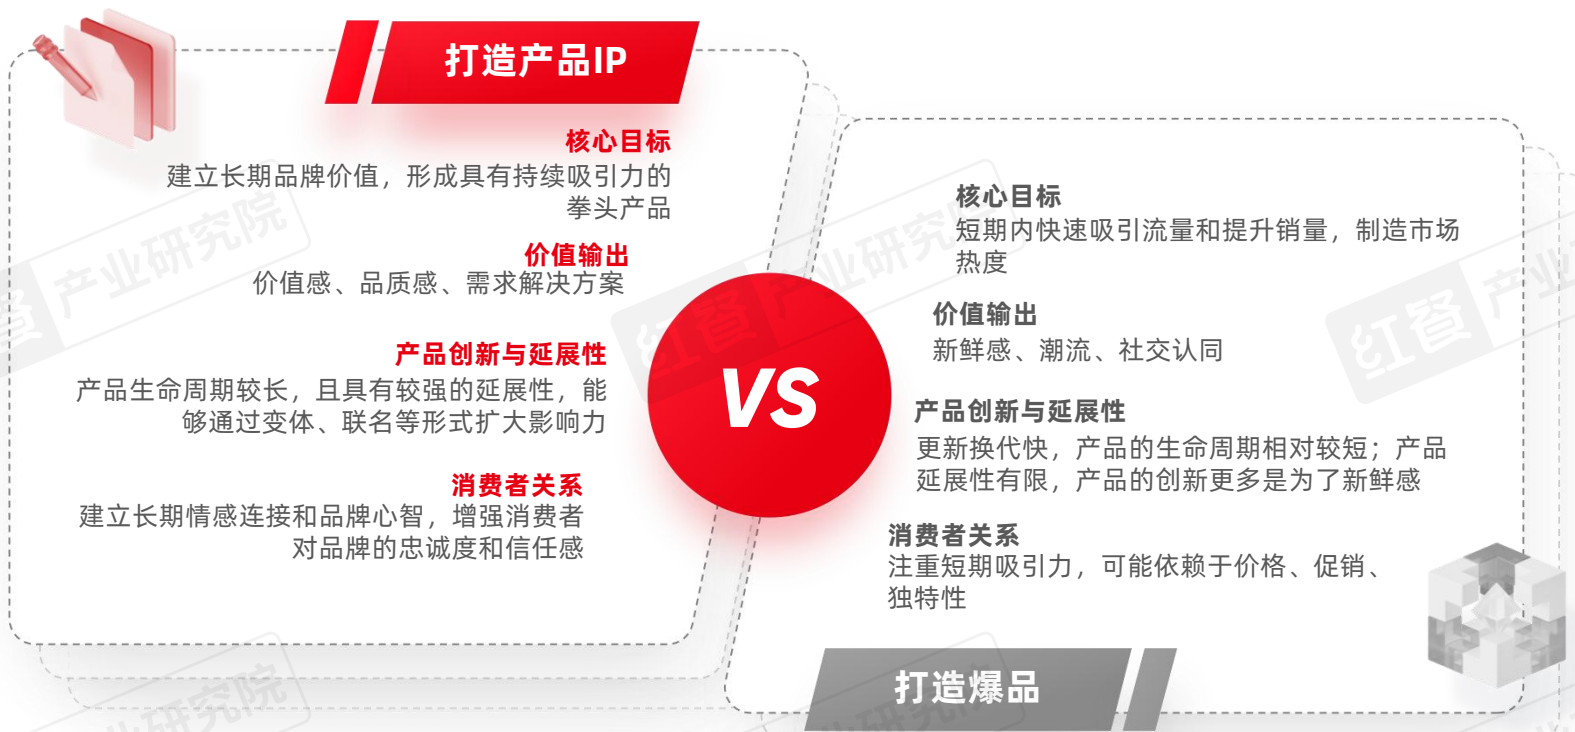 打造产品IP
核心目标
建立长期品牌价值，形成具有持续吸引力的
拳头产品
价值输出
价值感、品质感、需求解决方案
产品创新与延展性
产品生命周期较长，且具有较强的延展性，能
够通过变体、联名等形式扩大影响力
消费者关系
建立长期情感连接和品牌心智，增强消费者
对品牌的忠诚度和信任感
VS
核心目标
短期内快速吸引流量和提升销量，制造市场
热度
价值输出
新鲜感、潮流、社交认同
产品创新与延展性
更新换代快，产品的生命周期相对较短；产品
延展性有限，产品的创新更多是为了新鲜感
消费者关系
注重短期吸引力，可能依赖于价格、促销、
独特性
打造爆品
红餐 产业研究院